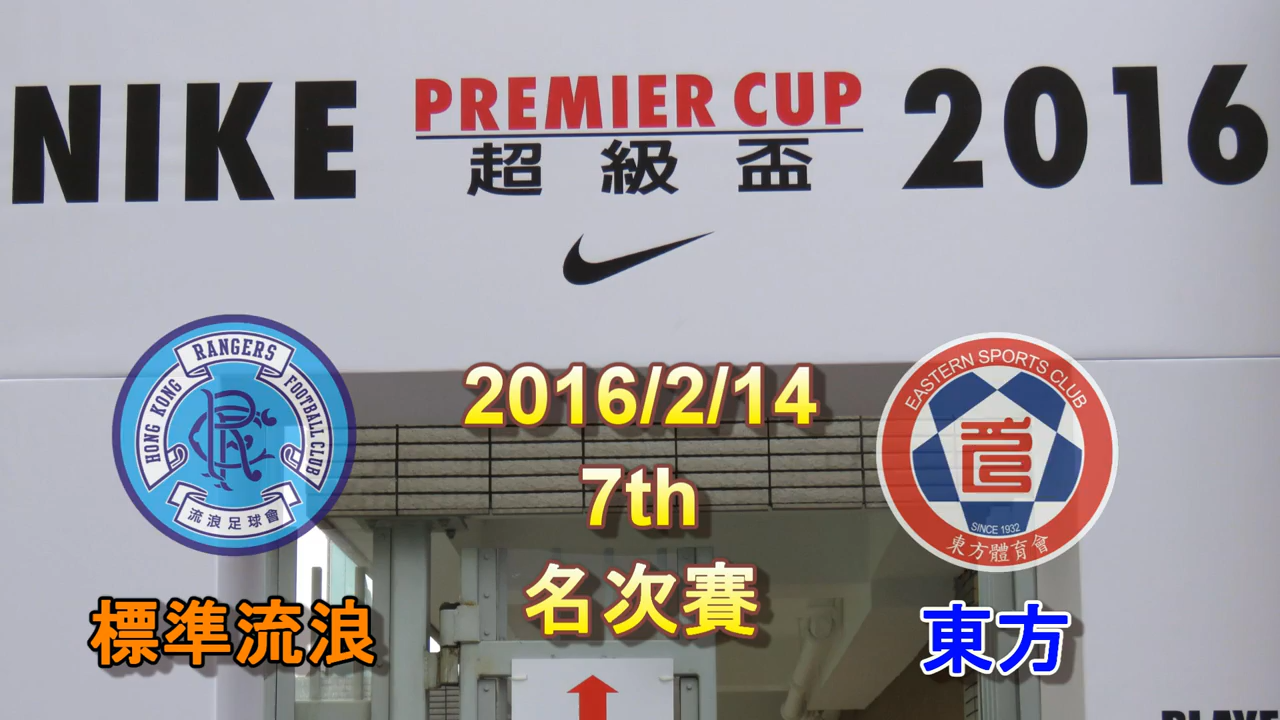 NIKE PREMIER CUP 2016
超級盃
RANGERS
HONG KONG
FOOTBALL CLUB
流浪足球會
2016/2/14
7th
名次賽
EASTERN SPORTS CLUB
SINCE 1932
東方體育會
標準流浪
東方